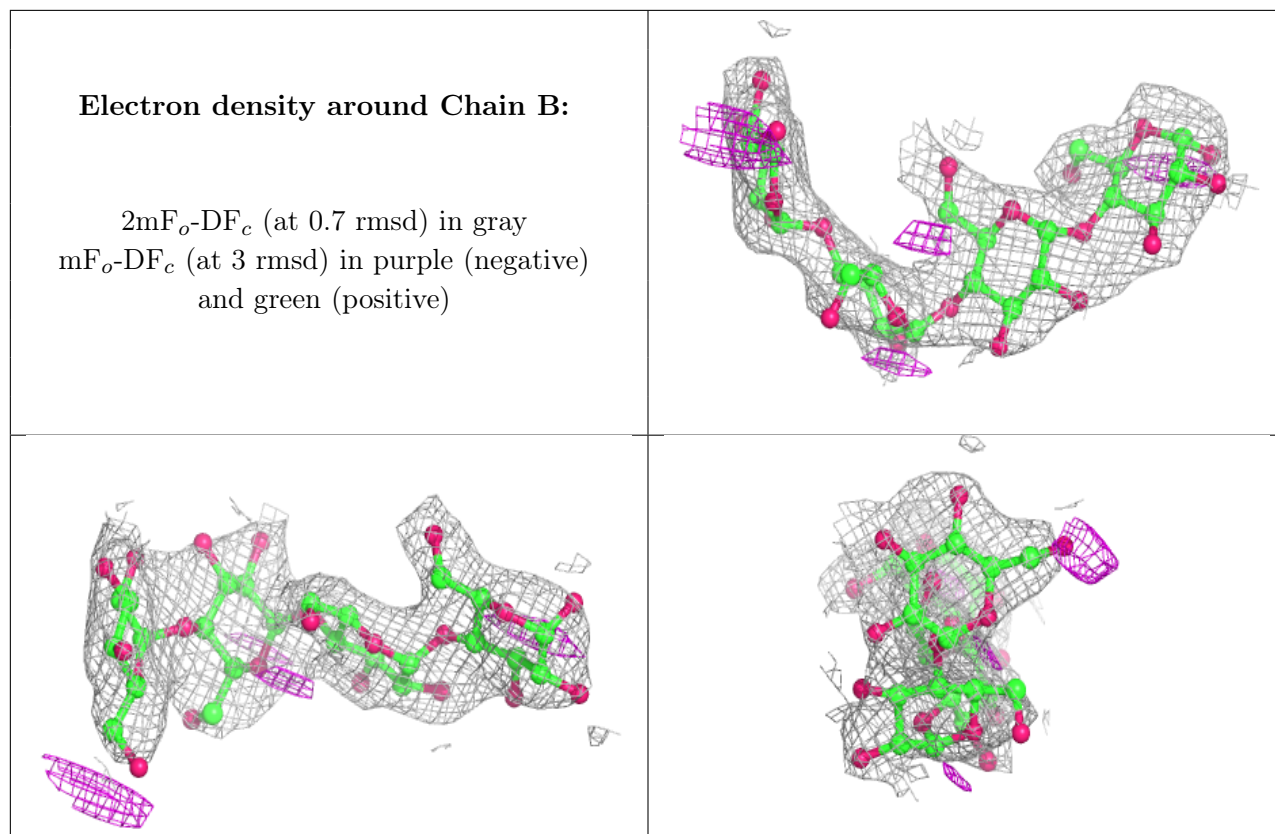 Electron density around Chain B:
2mFo-DFc (at 0.7 rmsd) in gray
mFo-DFc (at 3 rmsd) in purple (negative)
and green (positive)